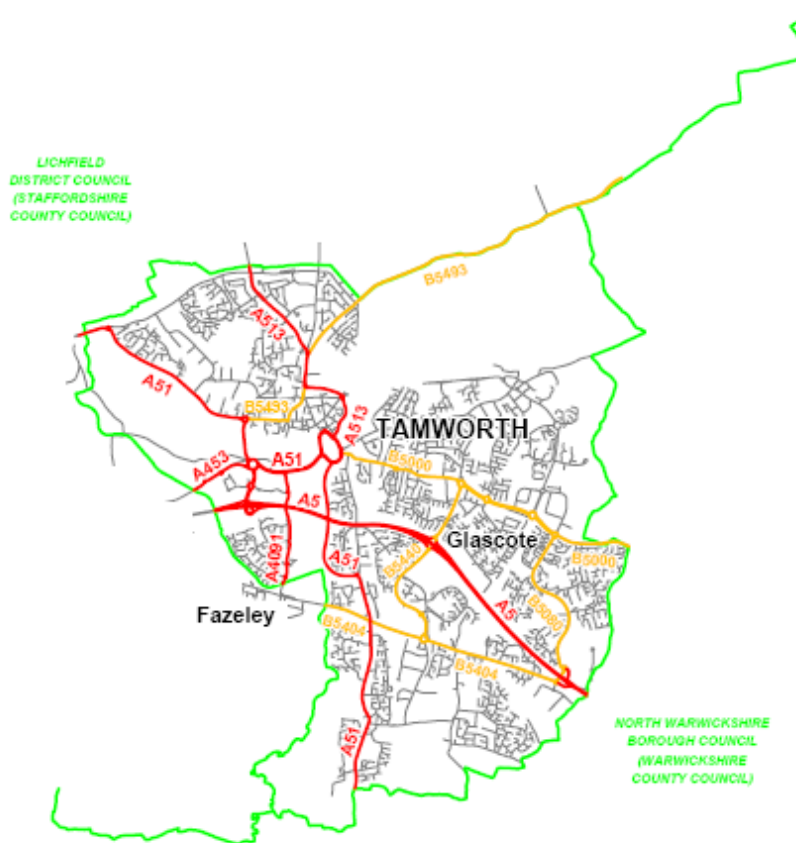 LICHFIELD
DISTRICT COUNCIL
(STAFFORDSHIRE
COUNTY COUNCIL)
B5493
A513
A51
B5493
A513
TAMWORTH
A453
A51
B5000
A5
Glascote
A4091
A51
B5440
B5000
Fazeley
B5404
B5080
A5
B5404
A51
NORTH WARWICKSHIRE
BOROUGH COUNCIL
(WARWICKSHIRE
COUNTY COUNCIL)